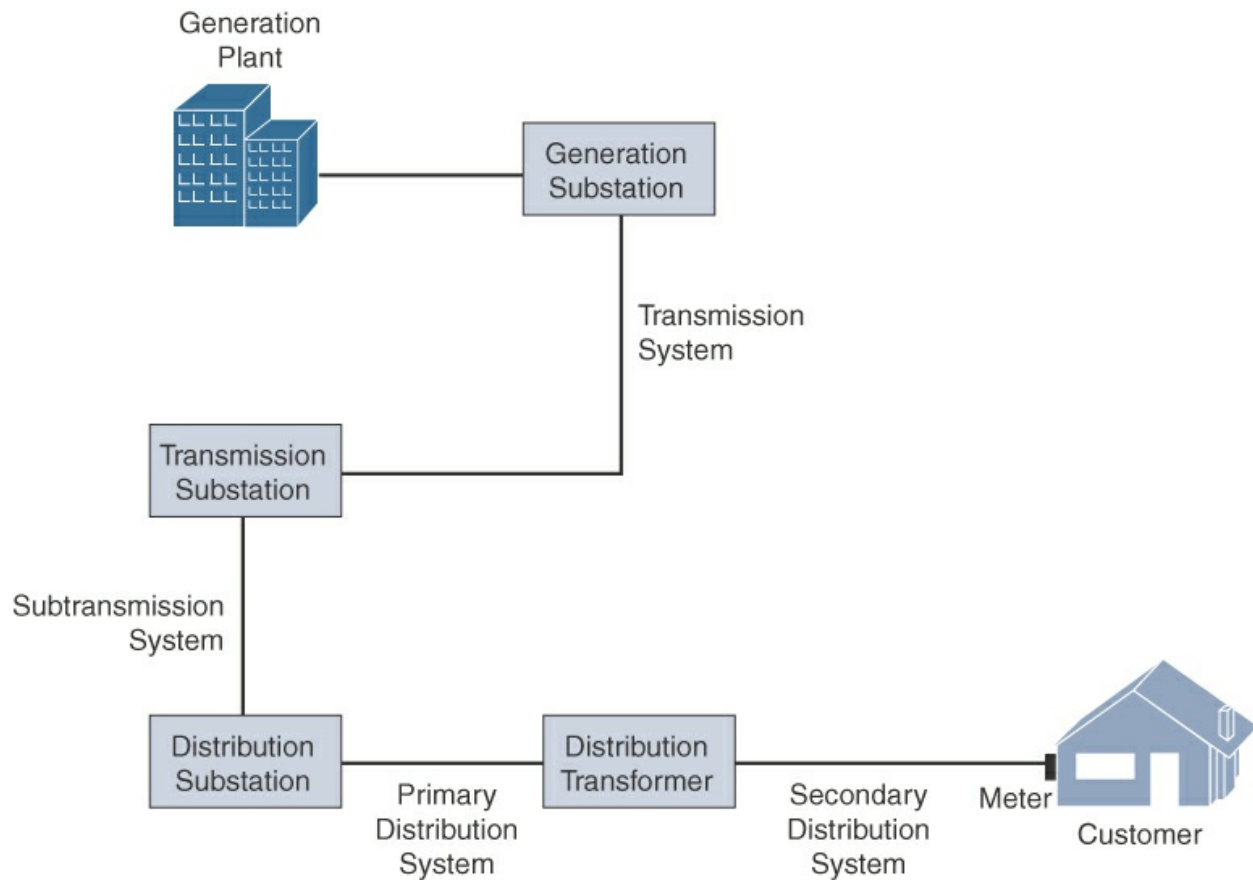 Generation
Plant
Generation
Substation
Transmission
System
Transmission
Substation
Subtransmission
System
Distribution
Substation
Primary
Distribution
System
Distribution
Transformer
Secondary
Distribution
System
Meter
Customer